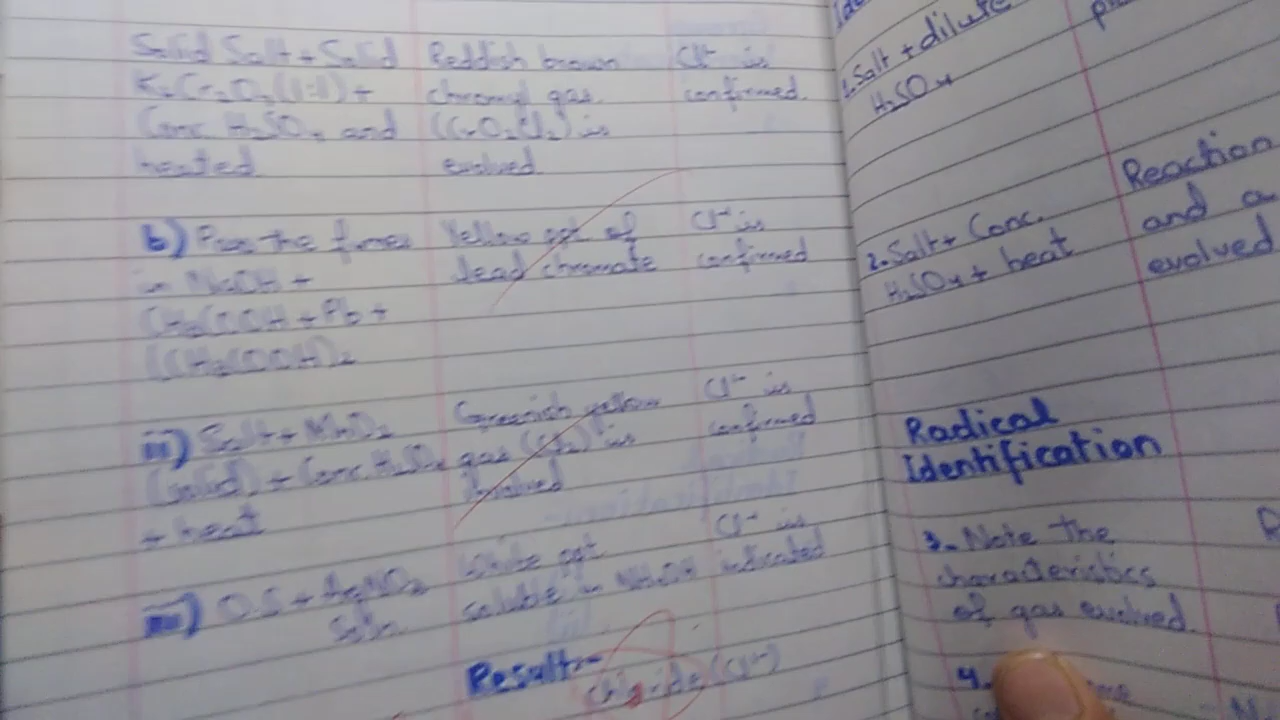 Solid Salt + Solid Reddish brown Cl⁻ is
K₂Cr₂O₇ (1:1) + chromyl gas confirmed.
Conc. H₂SO₄ and (CrO₂Cl₂) is
heated evolved.
b) Pass the fumes Yellow ppt of Cl⁻ is
in NaOH + lead chromate confirmed
CH₃COOH + Pb +
(CH₃COOH)₂
ii) Salt + MnO₂ Greenish yellow Cl⁻ is
(solid) + Conc. H₂SO₄ gas (Cl₂) is confirmed
+ heat
iii) O.S + AgNO₃ White ppt Cl⁻ is
Soln. soluble in NH₄OH indicated
Result:-
Chloride (Cl⁻)
1. Salt + dilute
H₂SO₄
2. Salt + Conc. Reaction
H₂SO₄ + heat and a
evolved
Radical
Identification
3. Note the
characteristics
of gas evolved.
4.